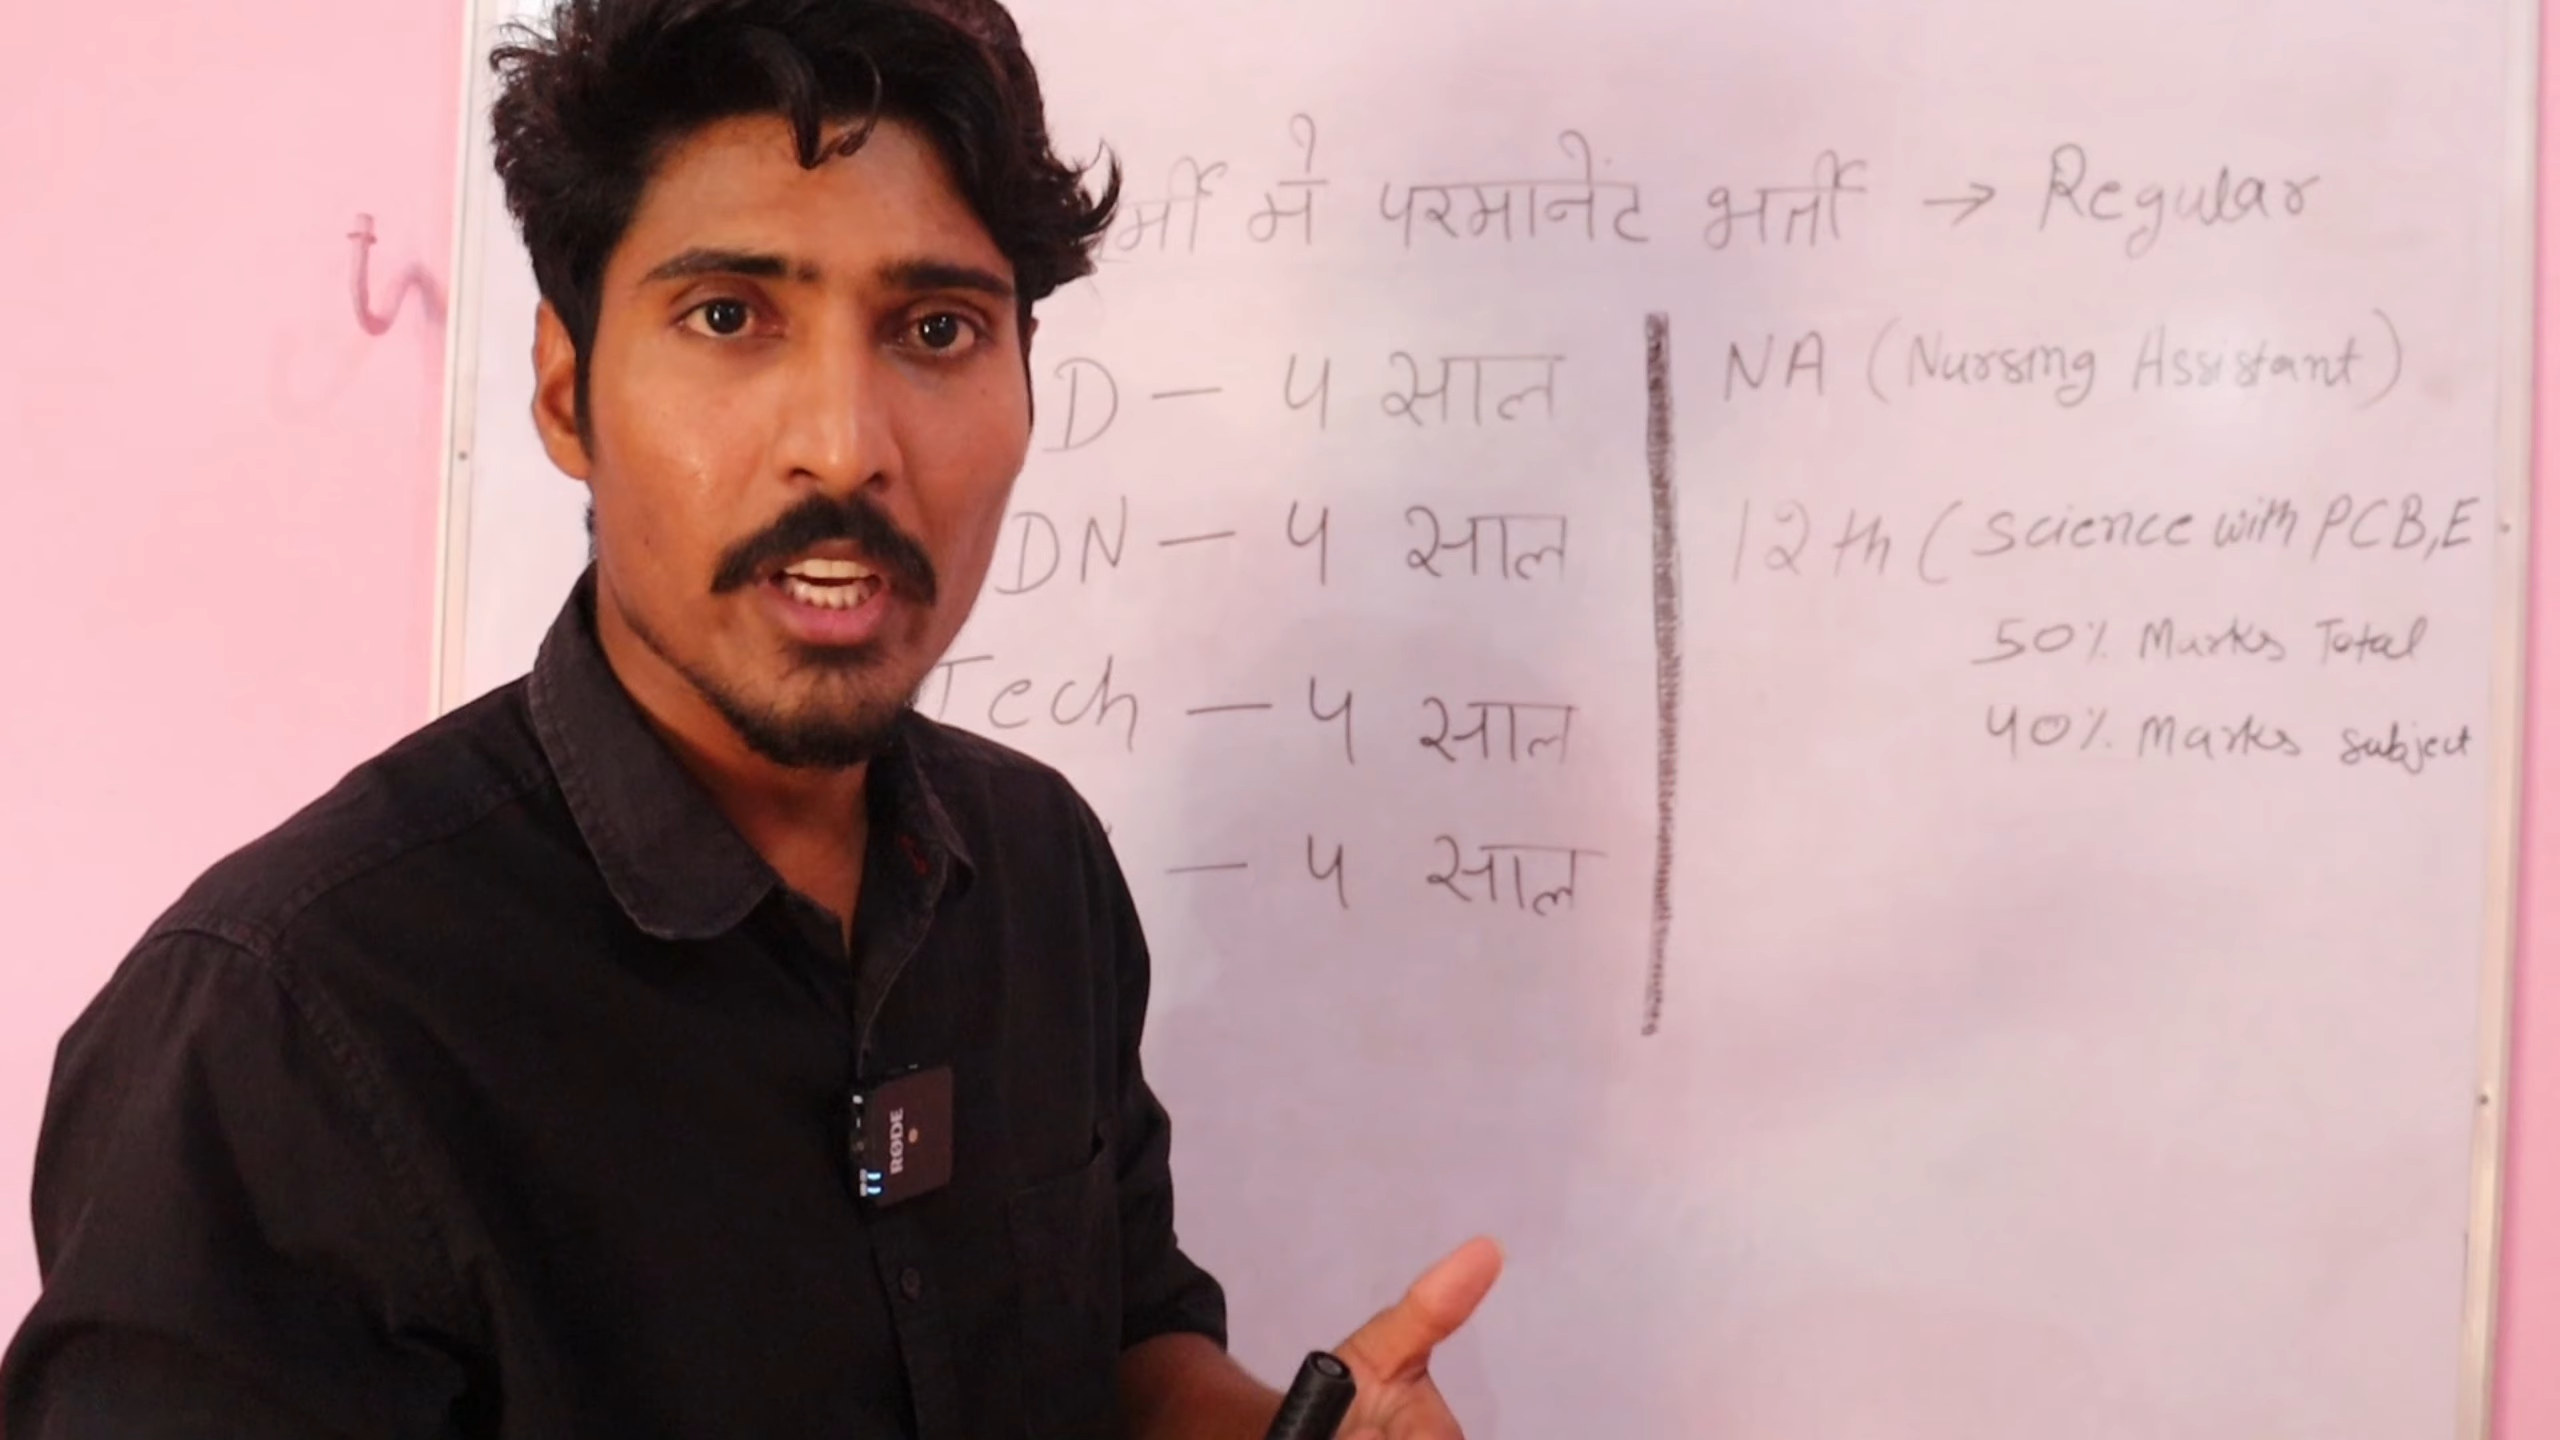 र्मी में परमानेंट भर्ती → Regular
D – 4 साल
DN – 4 साल
Tech – 4 साल
– 4 साल
NA (Nursing Assistant)
12th (Science with PCB,E
50% Marks Total
40% Marks Subject
RØDE